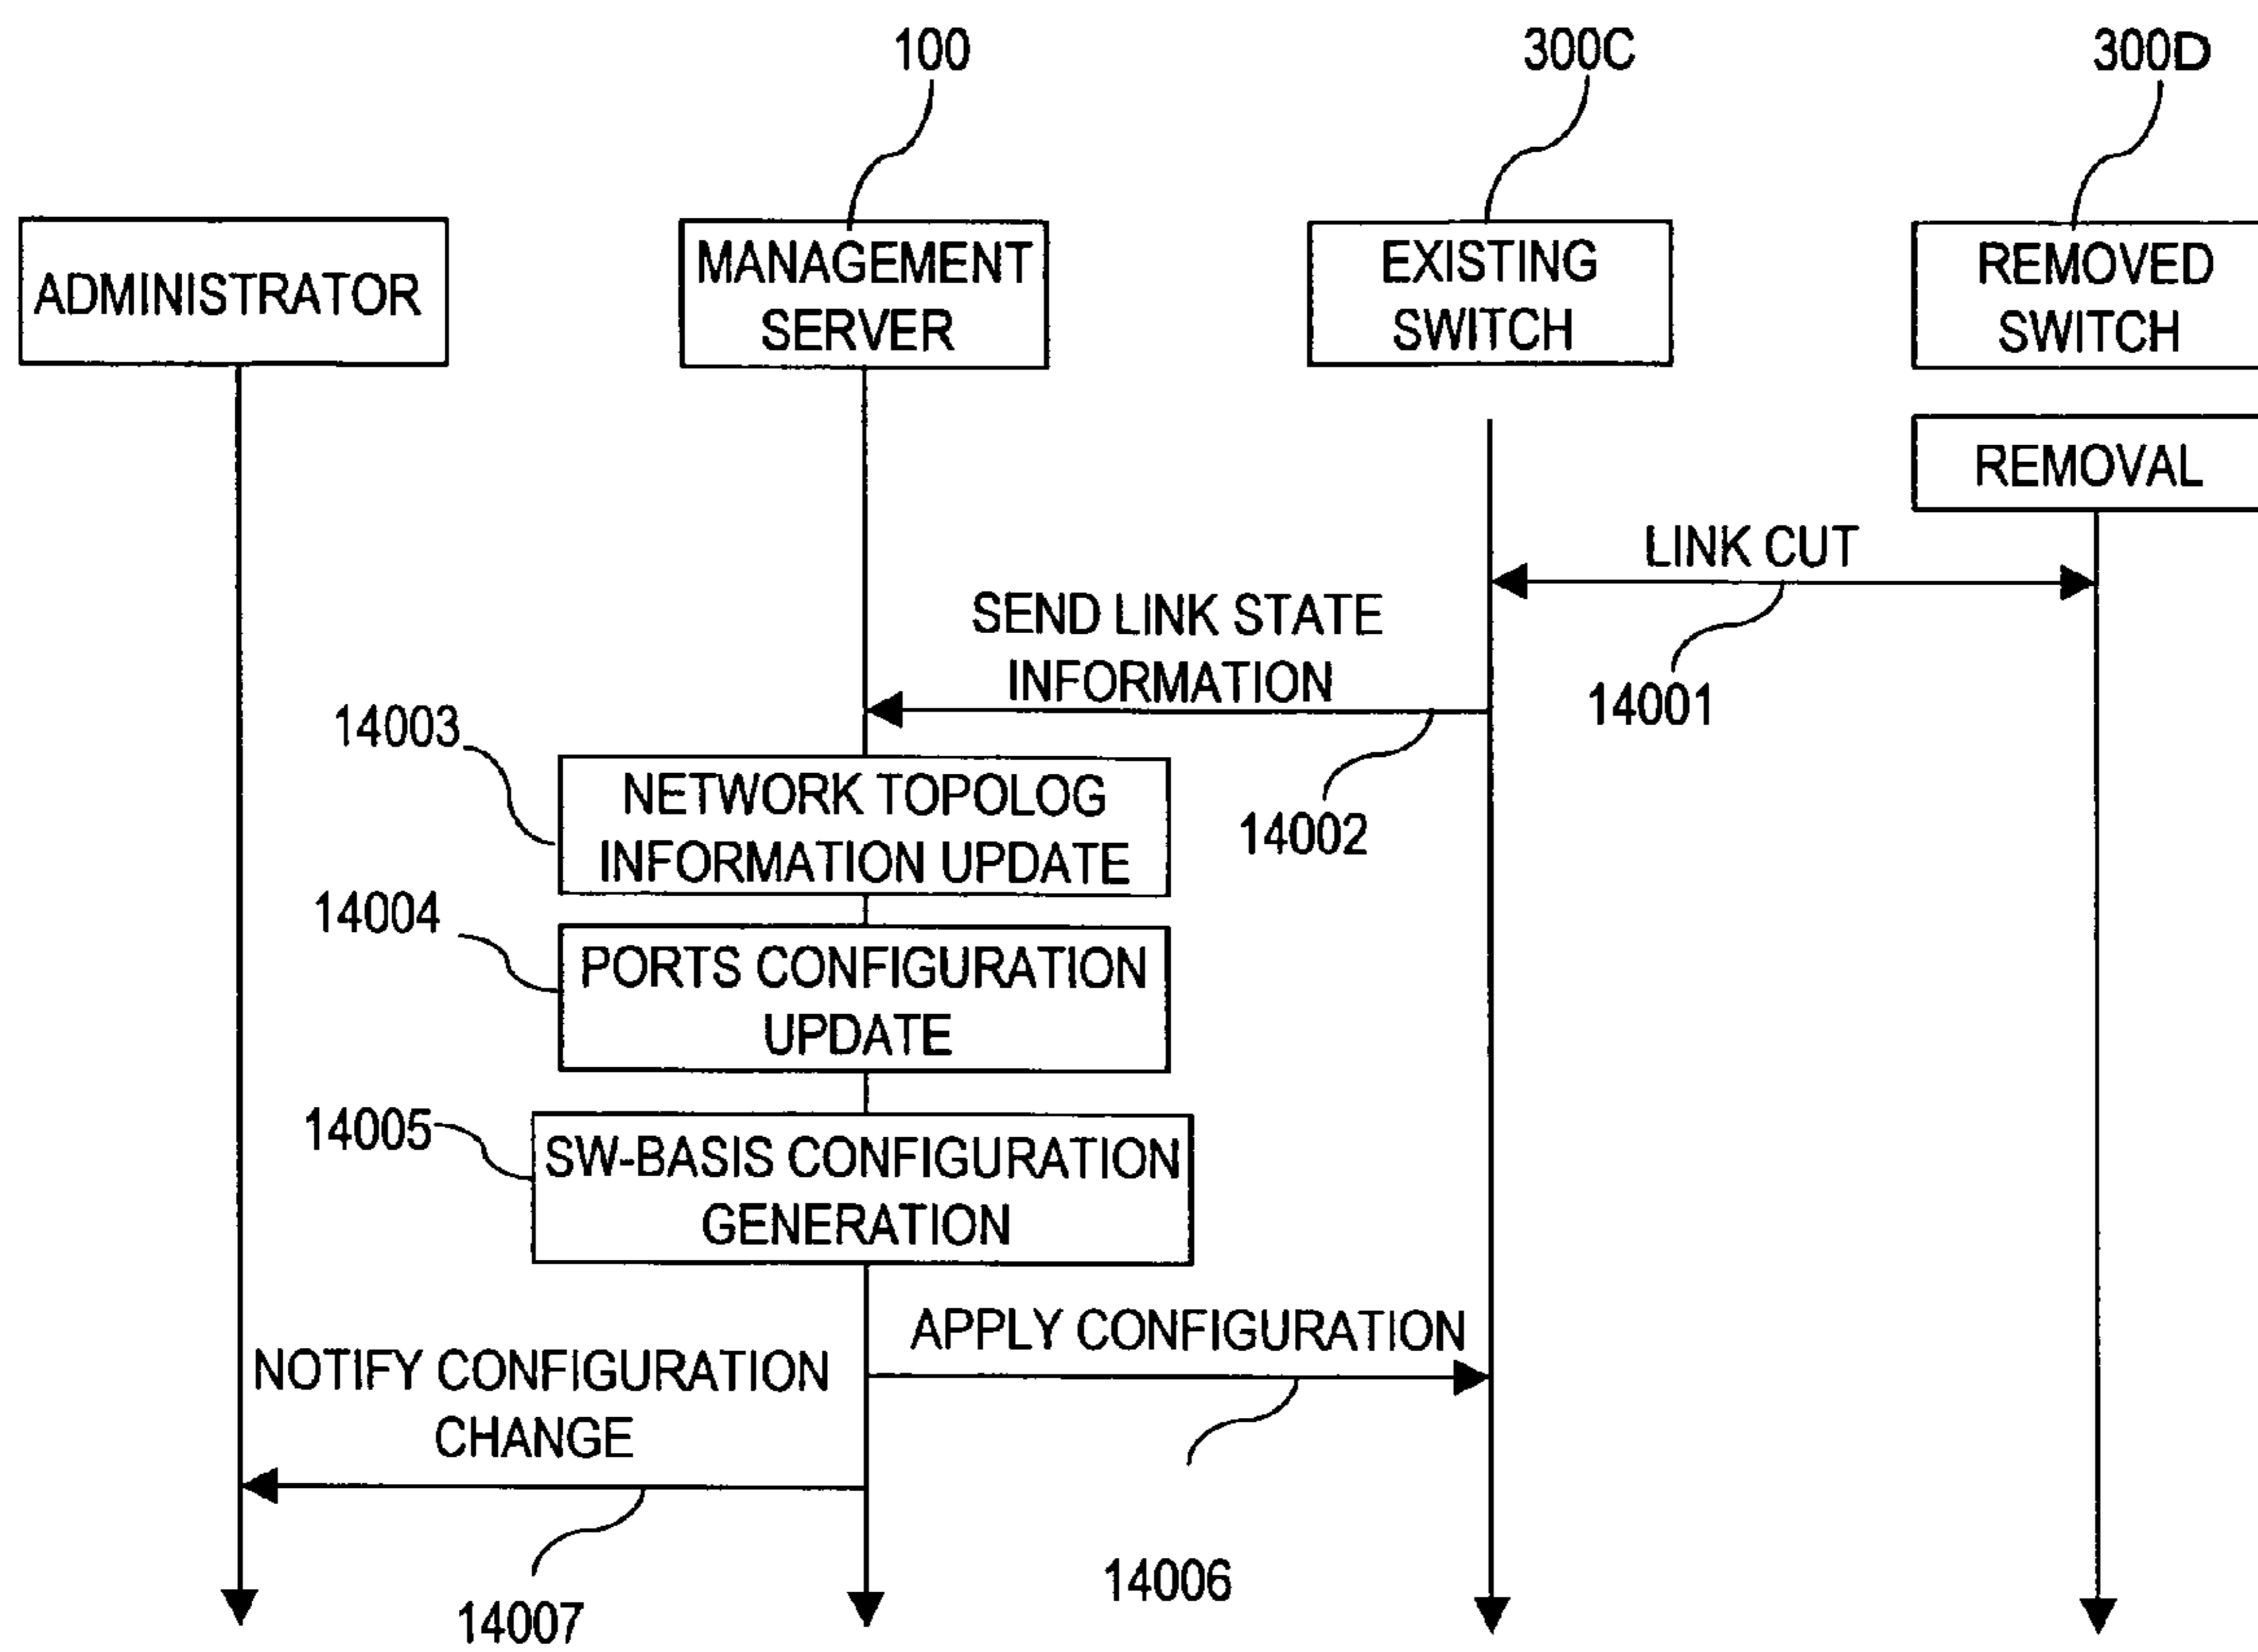 100
300C
300D
ADMINISTRATOR
MANAGEMENT
SERVER
EXISTING
SWITCH
REMOVED
SWITCH
REMOVAL
LINK CUT
14001
SEND LINK STATE
INFORMATION
14002
14003
NETWORK TOPOLOG
INFORMATION UPDATE
14004
PORTS CONFIGURATION
UPDATE
14005
SW-BASIS CONFIGURATION
GENERATION
APPLY CONFIGURATION
14006
NOTIFY CONFIGURATION
CHANGE
14007